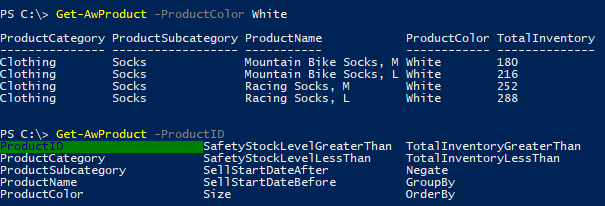 PS C:\> Get-AwProduct -ProductColor White
ProductCategory ProductSubcategory ProductName ProductColor TotalInventory
--------------- ------------------ ----------- ------------ --------------
Clothing Socks Mountain Bike Socks, M White 180
Clothing Socks Mountain Bike Socks, L White 216
Clothing Socks Racing Socks, M White 252
Clothing Socks Racing Socks, L White 288
PS C:\> Get-AwProduct -ProductID
ProductID SafetyStockLevelGreaterThan TotalInventoryGreaterThan
ProductCategory SafetyStockLevelLessThan TotalInventoryLessThan
ProductSubcategory SellStartDateAfter Negate
ProductName SellStartDateBefore GroupBy
ProductColor Size OrderBy